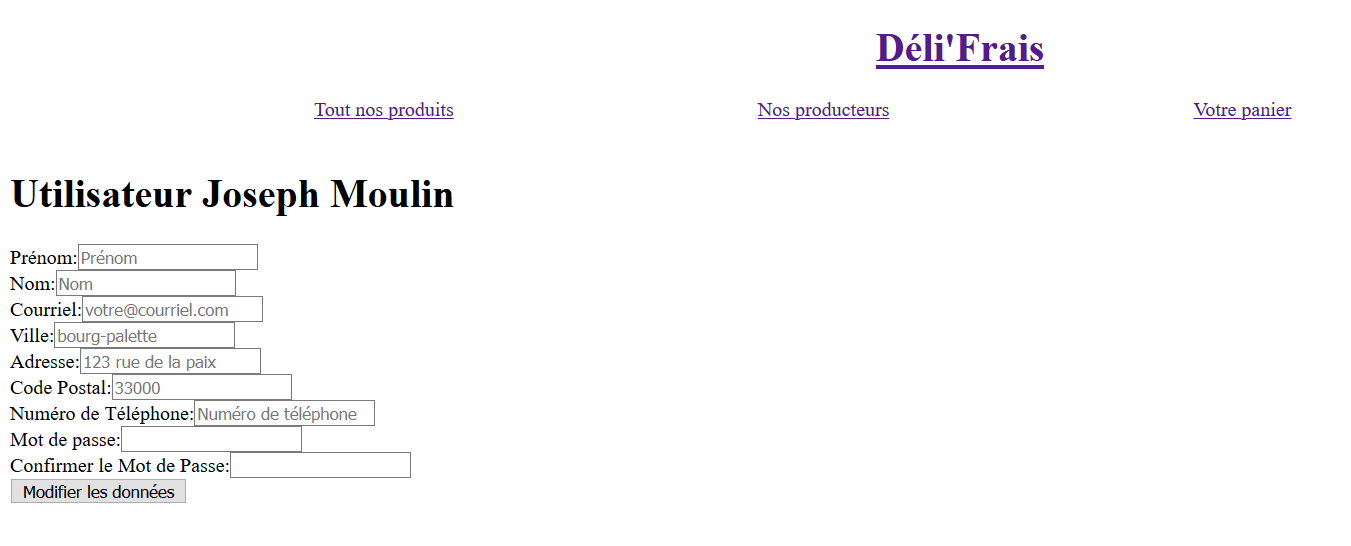 Déli'Frais
Tout nos produits Nos producteurs Votre panier
Utilisateur Joseph Moulin
Prénom: Prénom
Nom: Nom
Courriel: votre@courriel.com
Ville: bourg-palette
Adresse: 123 rue de la paix
Code Postal: 33000
Numéro de Téléphone: Numéro de téléphone
Mot de passe:
Confirmer le Mot de Passe:
Modifier les données